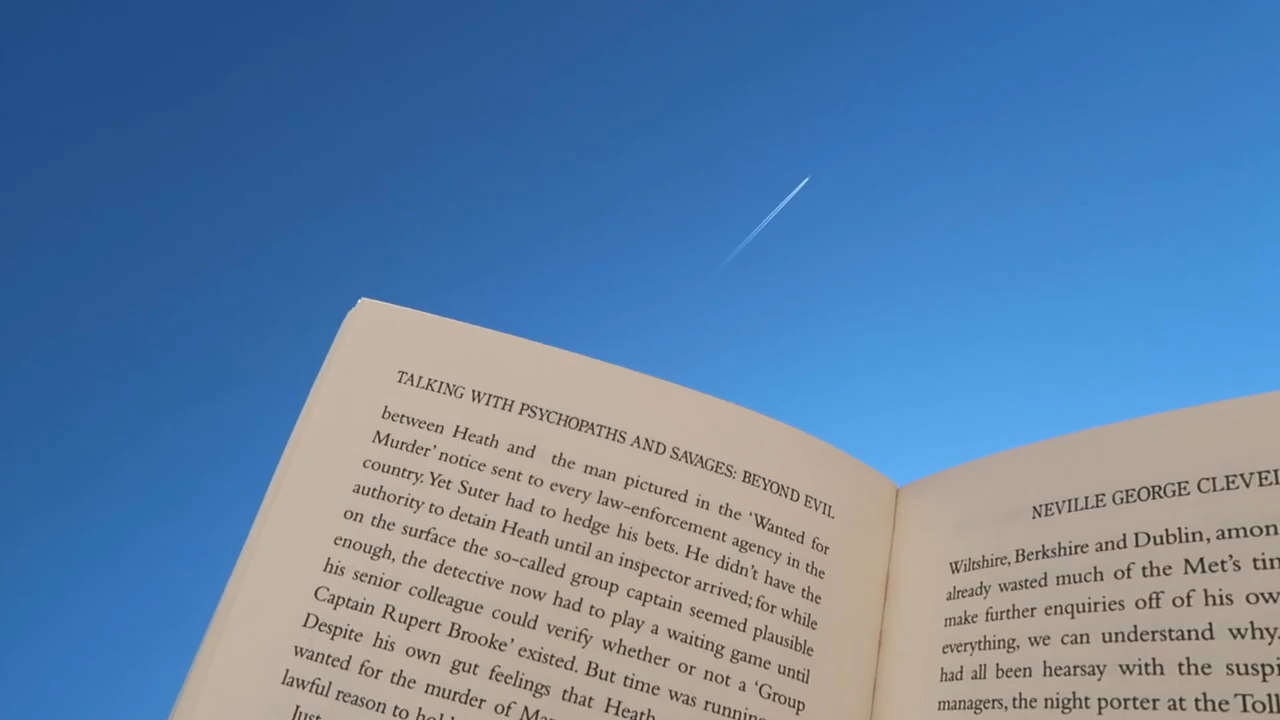 TALKING WITH PSYCHOPATHS AND SAVAGES: BEYOND EVIL
between Heath and the man pictured in the ‘Wanted for
Murder’ notice sent to every law-enforcement agency in the
country. Yet Suter had to hedge his bets. He didn’t have the
authority to detain Heath until an inspector arrived; for while
on the surface the so-called group captain seemed plausible
enough, the detective now had to play a waiting game until
his senior colleague could verify whether or not a ‘Group
Captain Rupert Brooke’ existed. But time was running
Despite his own gut feelings that Heath
wanted for the murder of
lawful reason to
Just
NEVILLE GEORGE
Wiltshire, Berkshire and Dublin,
already wasted much of the Met’s
make further enquiries off of his
everything, we can understand why.
had all been hearsay with the
managers, the night porter at the